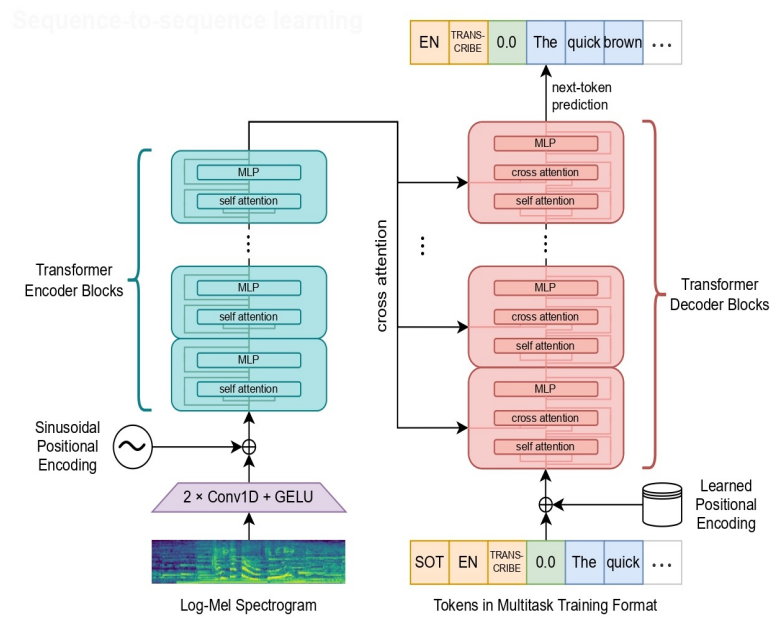 Sequence-to-sequence learning
EN
TRANS-
CRIBE
0.0
The
quick
brown
...
next-token
prediction
MLP
self attention
MLP
self attention
MLP
self attention
Transformer
Encoder Blocks
cross attention
MLP
cross attention
self attention
MLP
cross attention
self attention
MLP
cross attention
self attention
Transformer
Decoder Blocks
Sinusoidal
Positional
Encoding
2 × Conv1D + GELU
Learned
Positional
Encoding
SOT
EN
TRANS-
CRIBE
0.0
The
quick
...
Log-Mel Spectrogram
Tokens in Multitask Training Format